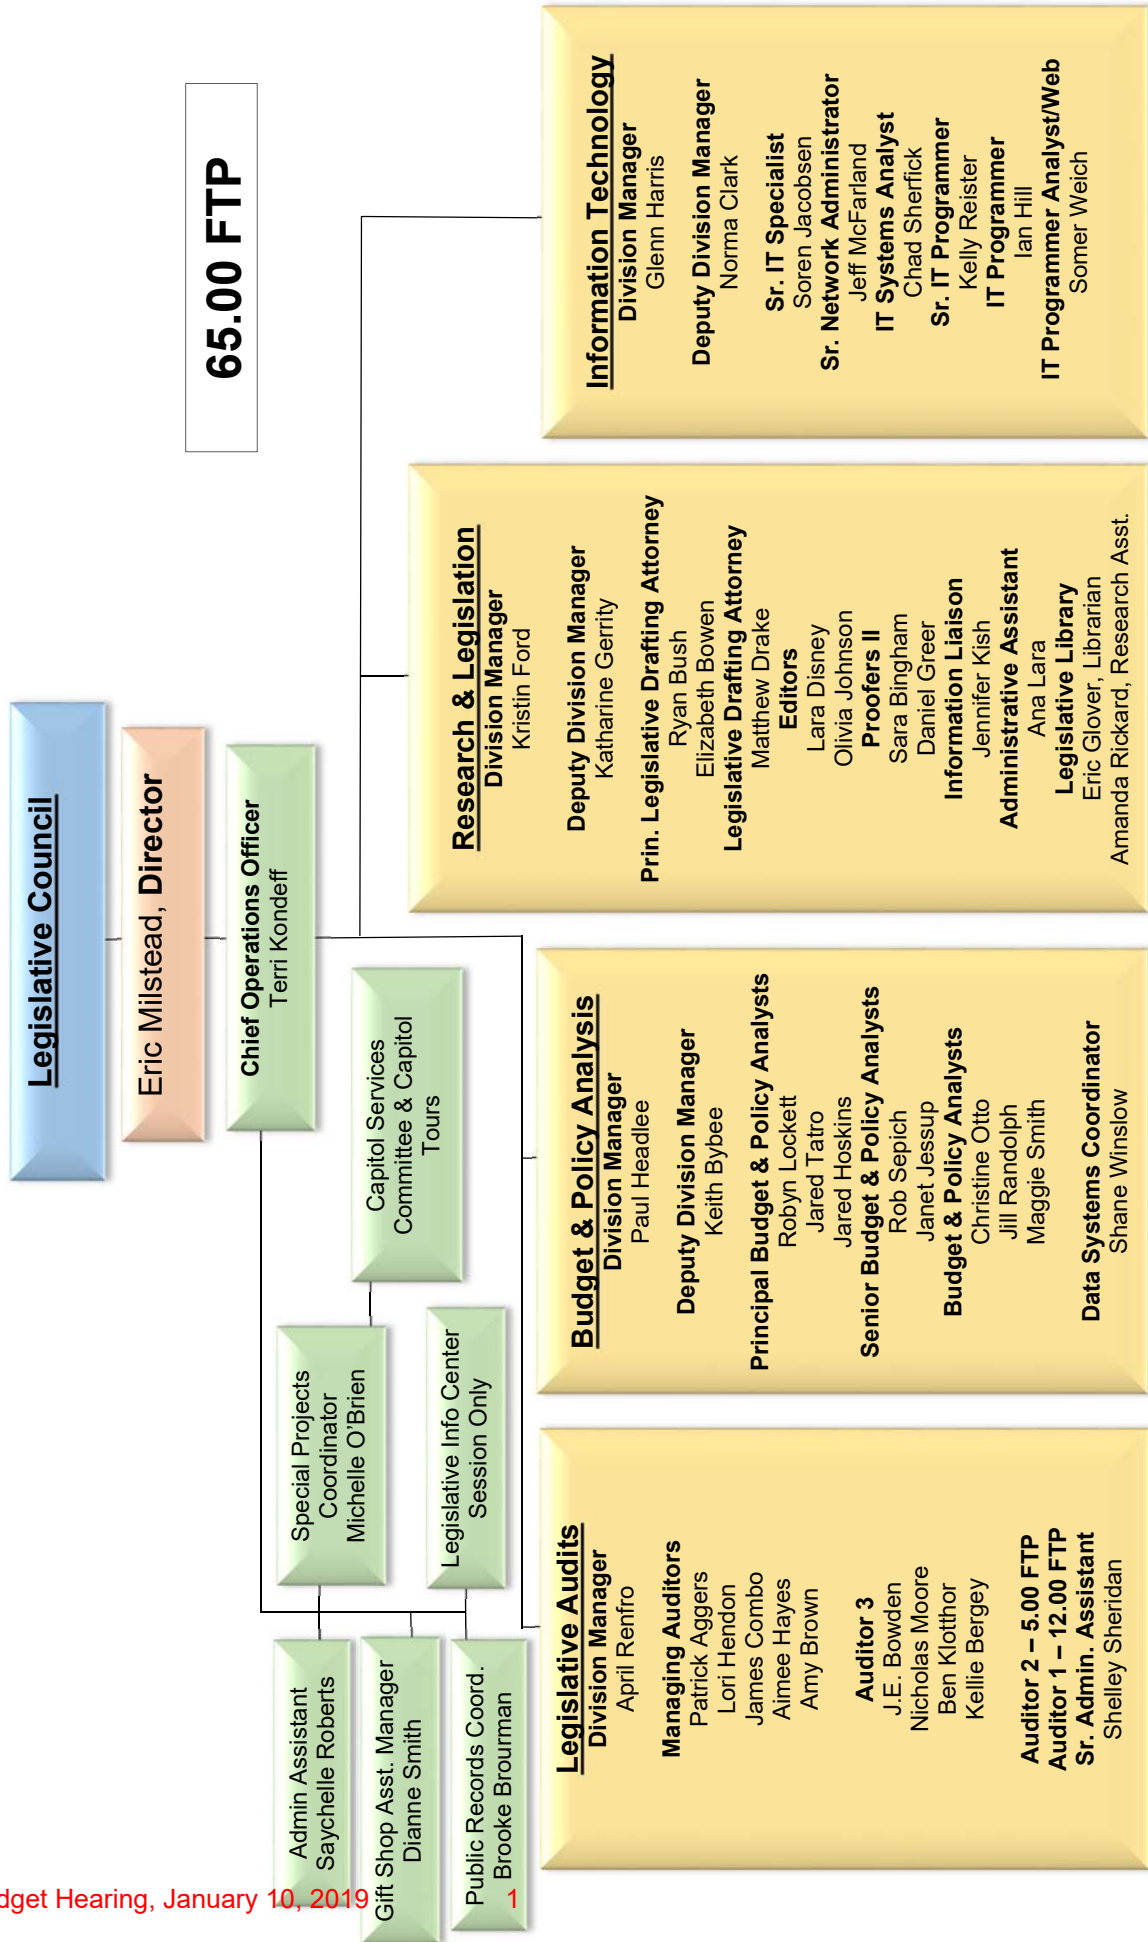 Legislative Council
Eric Milstead, Director
Chief Operations Officer
Terri Kondeff
65.00 FTP
Admin Assistant
Saychelle Roberts
Special Projects
Coordinator
Michelle O'Brien
Capitol Services
Committee & Capitol
Tours
Gift Shop Asst. Manager
Dianne Smith
Public Records Coord.
Brooke Brourman
Legislative Info Center
Session Only
Legislative Audits
Division Manager
April Renfro
Managing Auditors
Patrick Aggers
Lori Hendon
James Combo
Aimee Hayes
Amy Brown
Auditor 3
J.E. Bowden
Nicholas Moore
Ben Klotthor
Kellie Bergey
Auditor 2 – 5.00 FTP
Auditor 1 – 12.00 FTP
Sr. Admin. Assistant
Shelley Sheridan
Budget & Policy Analysis
Division Manager
Paul Headlee
Deputy Division Manager
Keith Bybee
Principal Budget & Policy Analysts
Robyn Lockett
Jared Tatro
Jared Hoskins
Senior Budget & Policy Analysts
Rob Sepich
Janet Jessup
Budget & Policy Analysts
Christine Otto
Jill Randolph
Maggie Smith
Data Systems Coordinator
Shane Winslow
Research & Legislation
Division Manager
Kristin Ford
Deputy Division Manager
Katharine Gerrity
Prin. Legislative Drafting Attorney
Ryan Bush
Elizabeth Bowen
Legislative Drafting Attorney
Matthew Drake
Editors
Lara Disney
Olivia Johnson
Proofers II
Sara Bingham
Daniel Greer
Information Liaison
Jennifer Kish
Administrative Assistant
Ana Lara
Legislative Library
Eric Glover, Librarian
Amanda Rickard, Research Asst.
Information Technology
Division Manager
Glenn Harris
Deputy Division Manager
Norma Clark
Sr. IT Specialist
Soren Jacobsen
Sr. Network Administrator
Jeff McFarland
IT Systems Analyst
Chad Sherfick
Sr. IT Programmer
Kelly Reister
IT Programmer
Ian Hill
IT Programmer Analyst/Web
Somer Weich
dget Hearing, January 10, 2019
1